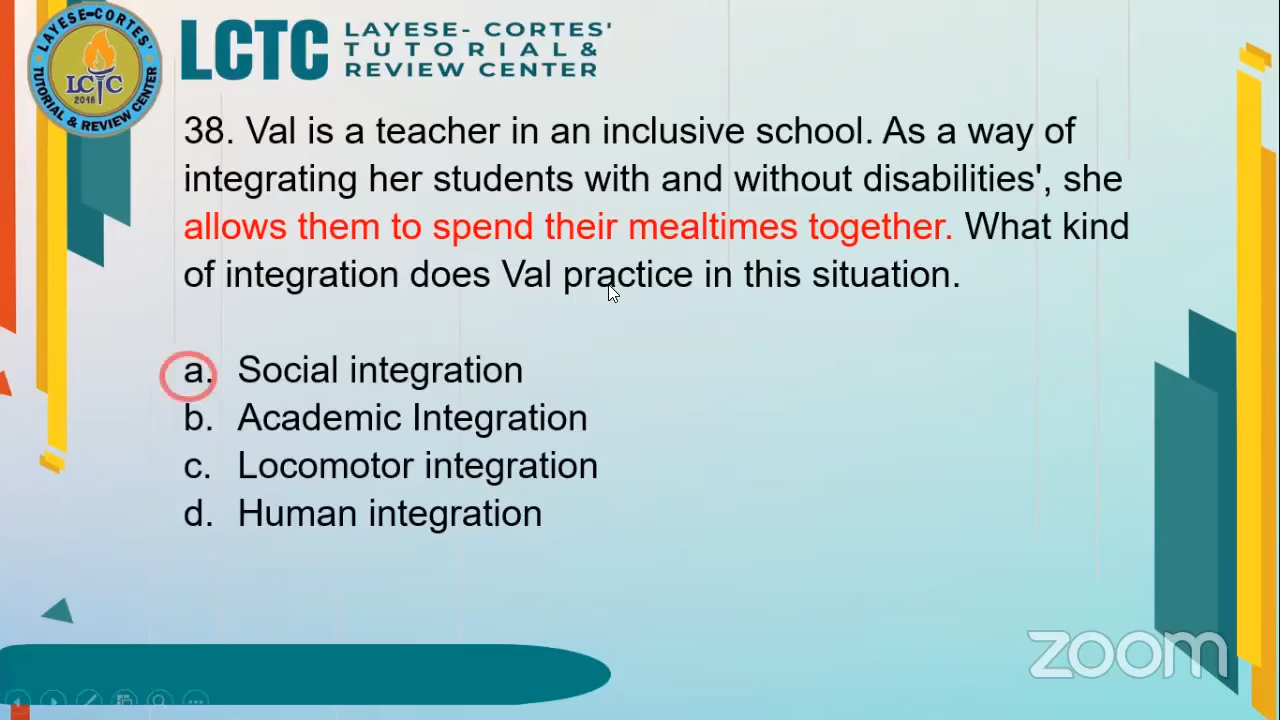 LAYESE-CORTES'
TUTORIAL & REVIEW CENTER
LCTC
2018
LCTC
LAYESE- CORTES'
TUTORIAL&
REVIEW CENTER
38. Val is a teacher in an inclusive school. As a way of
integrating her students with and without disabilities', she
allows them to spend their mealtimes together. What kind
of integration does Val practice in this situation.
a. Social integration
b. Academic Integration
c. Locomotor integration
d. Human integration
zoom